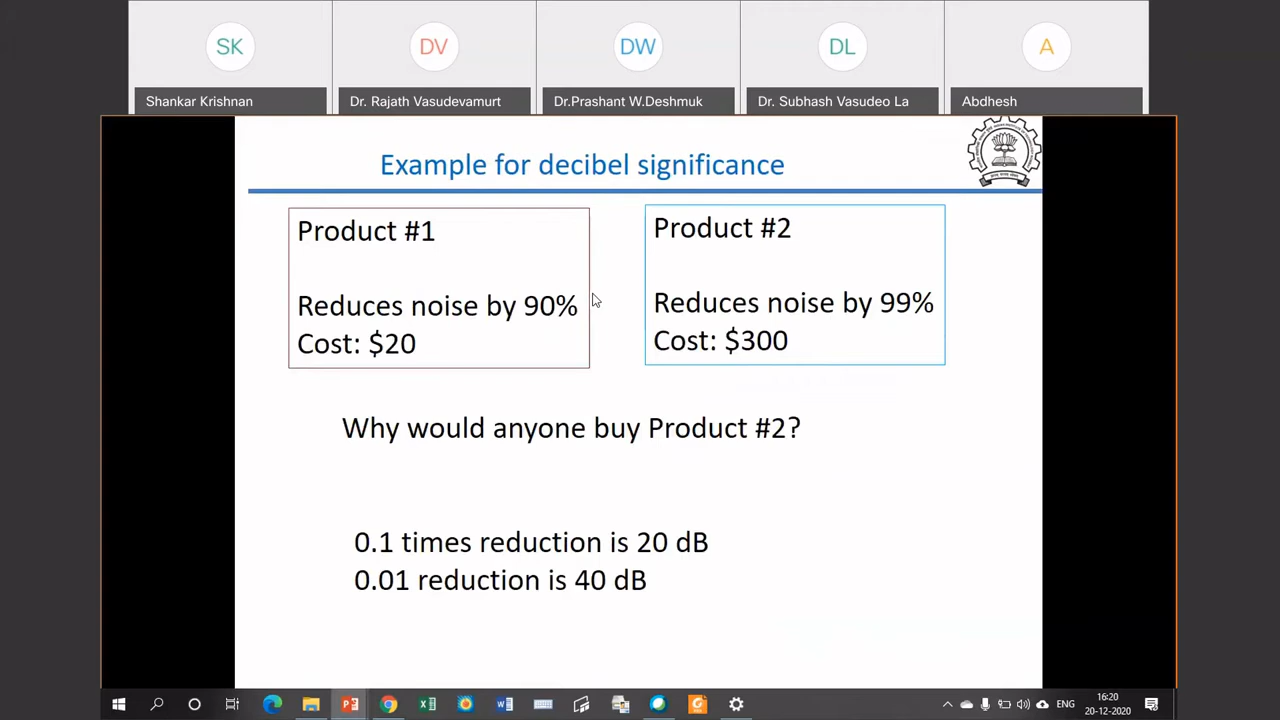 SK
DV
DW
DL
A
Shankar Krishnan
Dr. Rajath Vasudevamurt
Dr.Prashant W.Deshmuk
Dr. Subhash Vasudeo La
Abdhesh
Example for decibel significance
Product #1
Reduces noise by 90%
Cost: $20
Product #2
Reduces noise by 99%
Cost: $300
Why would anyone buy Product #2?
0.1 times reduction is 20 dB
0.01 reduction is 40 dB
ENG
16:20
20-12-2020